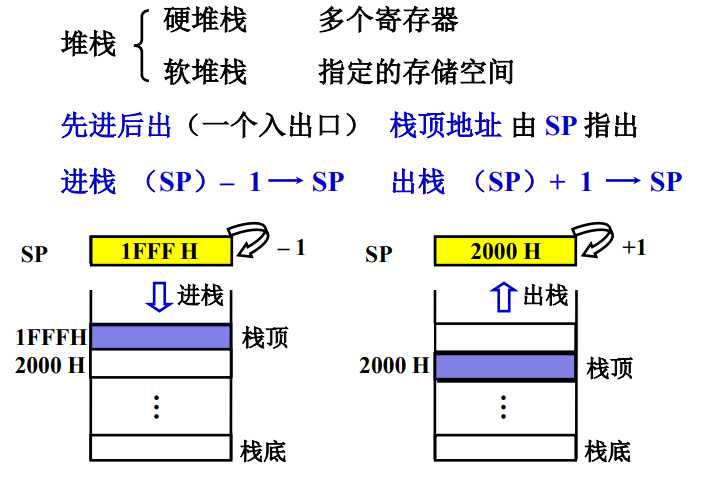 堆栈
硬堆栈 多个寄存器
软堆栈 指定的存储空间
先进后出（一个入出口） 栈顶地址 由 SP 指出
进栈 （SP）– 1 → SP 出栈 （SP）+ 1 → SP
SP 1FFF H – 1
进栈
1FFFH 栈顶
2000 H
⋮
栈底
SP 2000 H +1
出栈
2000 H 栈顶
⋮
栈底